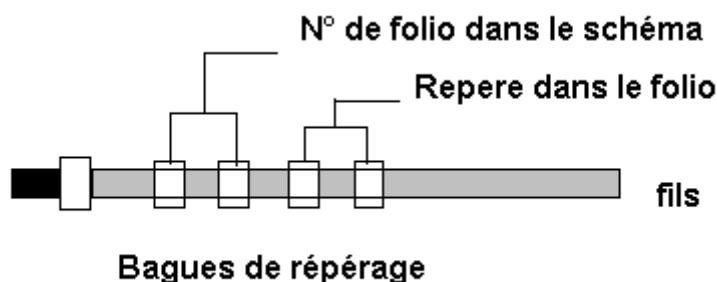 N° de folio dans le schéma
Repere dans le folio
fils
Bagues de répérage